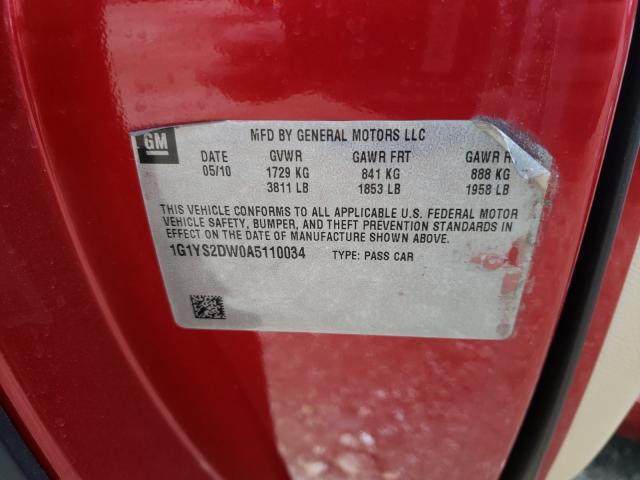 GM
MFD BY GENERAL MOTORS LLC
DATE GVWR GAWR FRT GAWR R
05/10 1729 KG 841 KG 888 KG
3811 LB 1853 LB 1958 LB
THIS VEHICLE CONFORMS TO ALL APPLICABLE U.S. FEDERAL MOTOR
VEHICLE SAFETY, BUMPER, AND THEFT PREVENTION STANDARDS IN
EFFECT ON THE DATE OF MANUFACTURE SHOWN ABOVE.
1G1YS2DW0A5110034 TYPE: PASS CAR